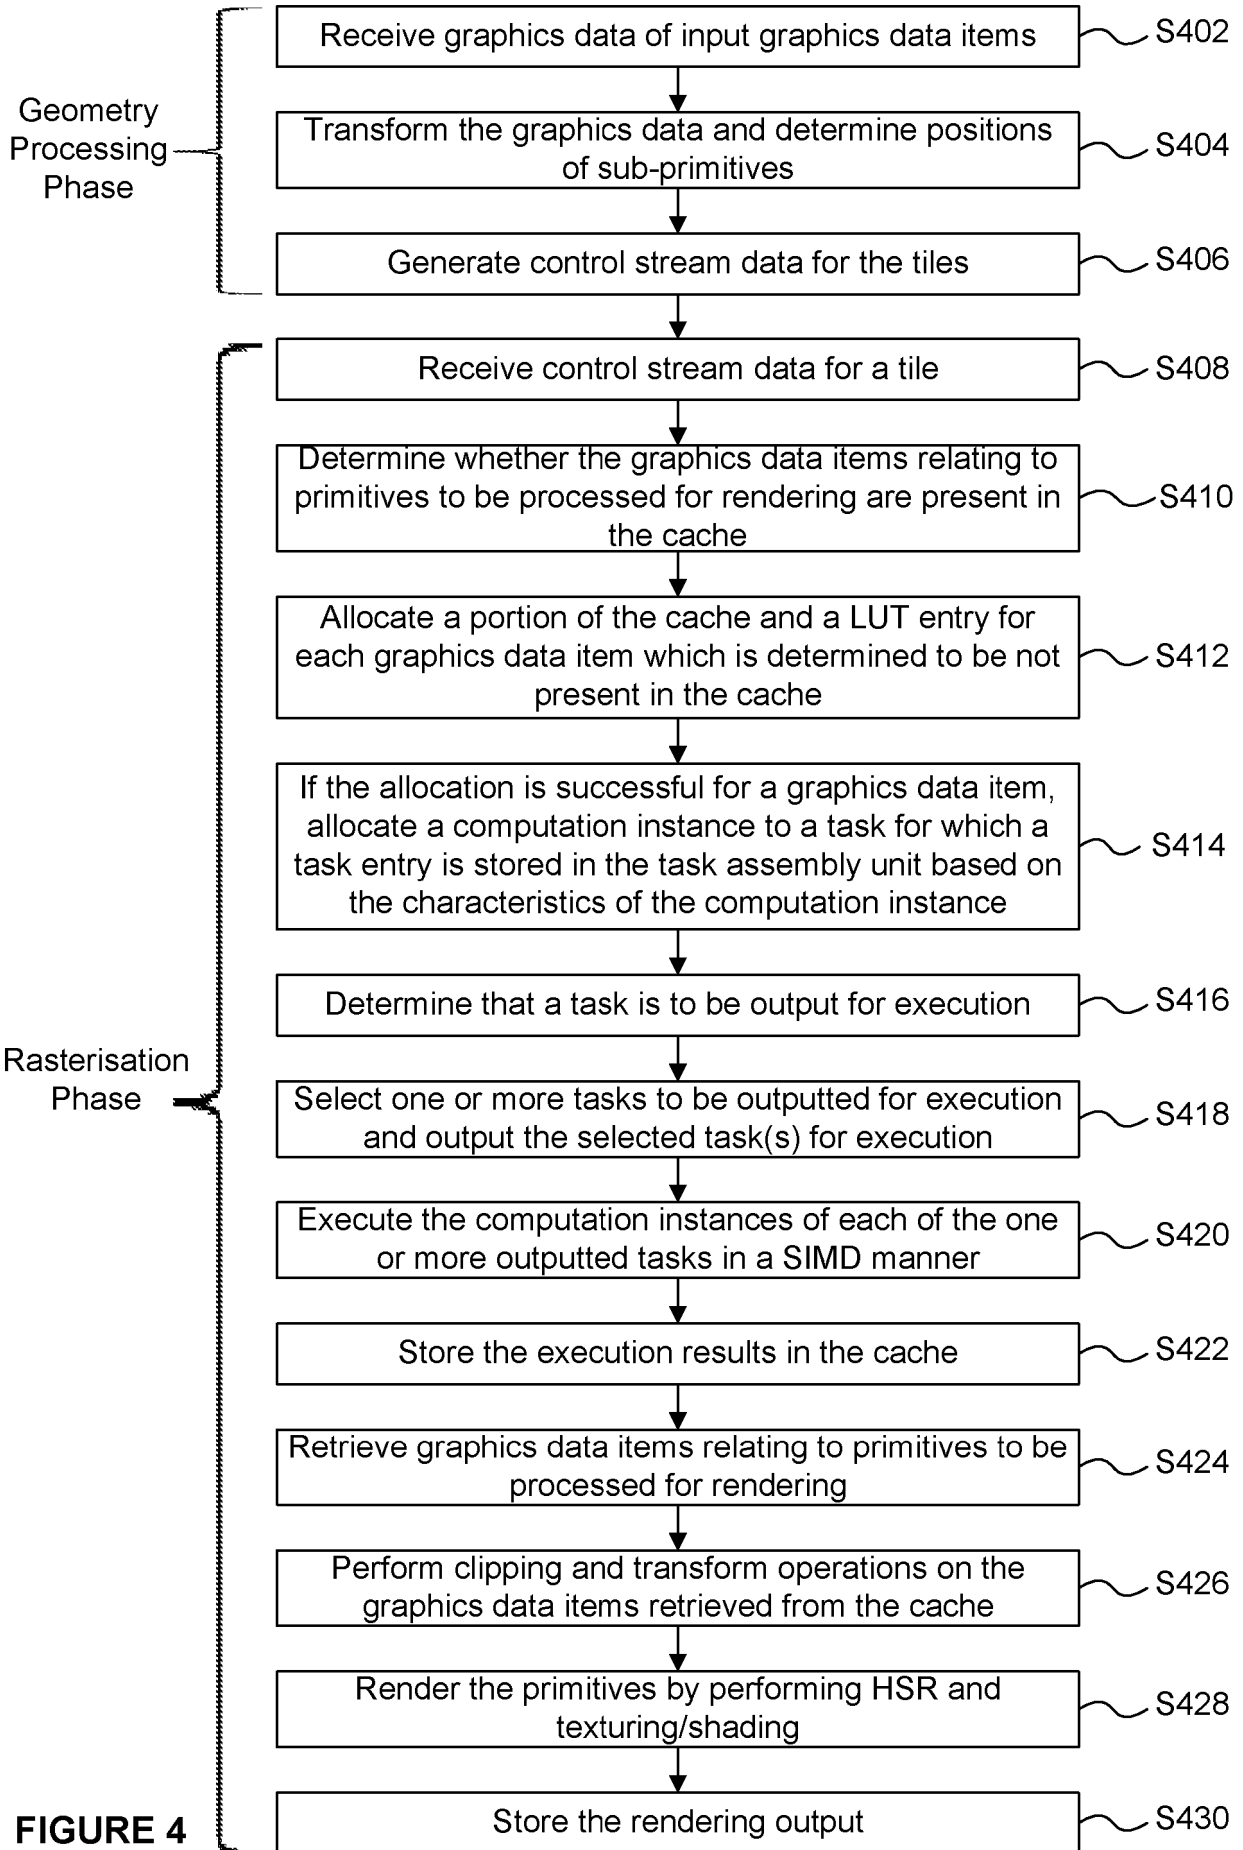 Receive graphics data of input graphics data items
S402
Geometry
Processing
Phase
Transform the graphics data and determine positions
of sub-primitives
S404
Generate control stream data for the tiles
S406
Receive control stream data for a tile
S408
Determine whether the graphics data items relating to
primitives to be processed for rendering are present in
the cache
S410
Allocate a portion of the cache and a LUT entry for
each graphics data item which is determined to be not
present in the cache
S412
If the allocation is successful for a graphics data item,
allocate a computation instance to a task for which a
task entry is stored in the task assembly unit based on
the characteristics of the computation instance
S414
Determine that a task is to be output for execution
S416
Rasterisation
Phase
Select one or more tasks to be outputted for execution
and output the selected task(s) for execution
S418
Execute the computation instances of each of the one
or more outputted tasks in a SIMD manner
S420
Store the execution results in the cache
S422
Retrieve graphics data items relating to primitives to be
processed for rendering
S424
Perform clipping and transform operations on the
graphics data items retrieved from the cache
S426
Render the primitives by performing HSR and
texturing/shading
S428
Store the rendering output
S430
FIGURE 4